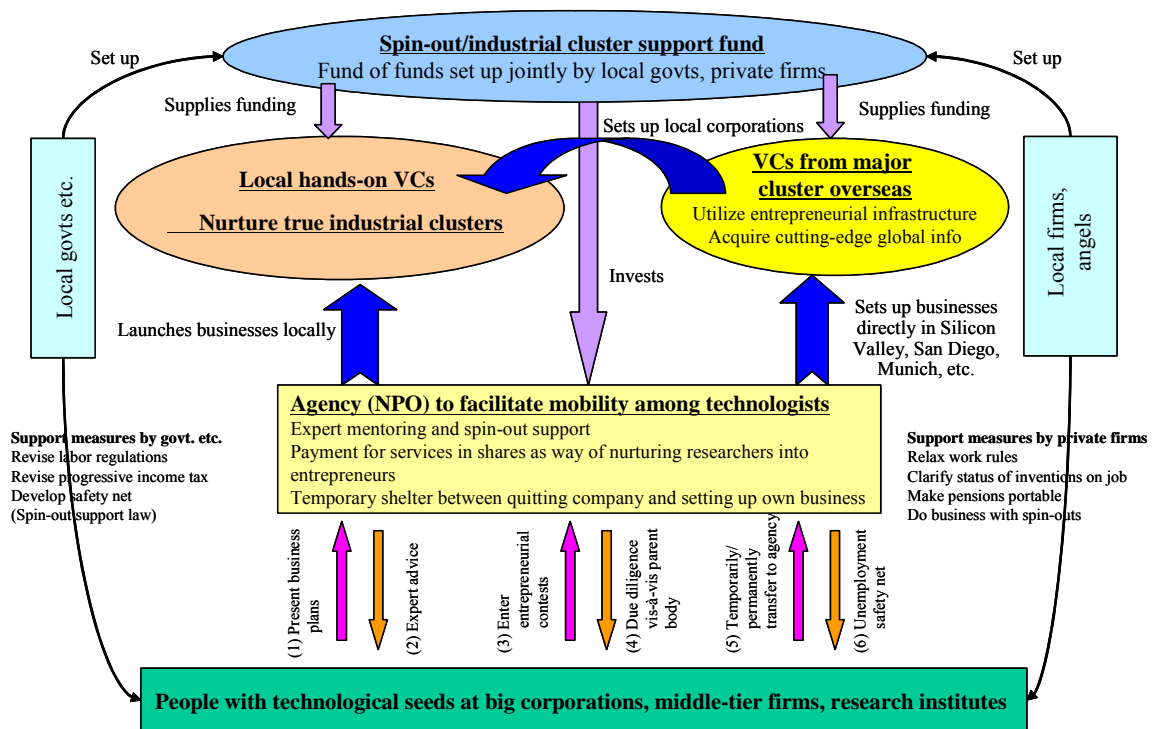 Spin-out/industrial cluster support fund
Fund of funds set up jointly by local govts, private firms
Set up
Set up
Supplies funding
Supplies funding
Sets up local corporations
Local hands-on VCs
Nurture true industrial clusters
VCs from major
cluster overseas
Utilize entrepreneurial infrastructure
Acquire cutting-edge global info
Local govts etc.
Local firms,
angels
Invests
Launches businesses locally
Sets up businesses
directly in Silicon
Valley, San Diego,
Munich, etc.
Agency (NPO) to facilitate mobility among technologists
Expert mentoring and spin-out support
Payment for services in shares as way of nurturing researchers into
entrepreneurs
Temporary shelter between quitting company and setting up own business
Support measures by govt. etc.
Revise labor regulations
Revise progressive income tax
Develop safety net
(Spin-out support law)
Support measures by private firms
Relax work rules
Clarify status of inventions on job
Make pensions portable
Do business with spin-outs
(1) Present business
plans
(2) Expert advice
(3) Enter
entrepreneurial
contests
(4) Due diligence
vis-à-vis parent
body
(5) Temporarily/
permanently
transfer to agency
(6) Unemployment
safety net
People with technological seeds at big corporations, middle-tier firms, research institutes